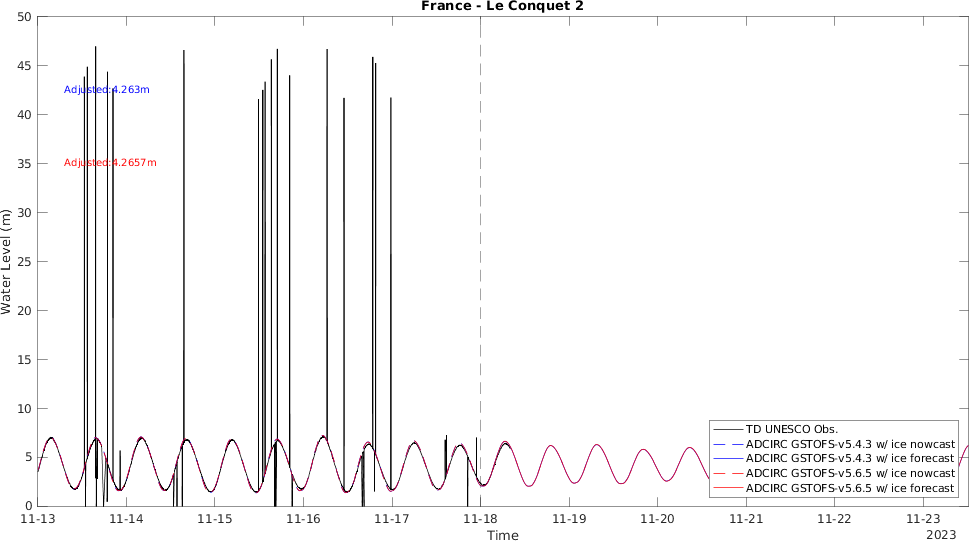 France - Le Conquet 2
50
45
40
35
30
25
20
15
10
5
0
Water Level (m)
Adjusted:4.263m
Adjusted:4.2657m
TD UNESCO Obs.
ADCIRC GSTOFS-v5.4.3 w/ ice nowcast
ADCIRC GSTOFS-v5.4.3 w/ ice forecast
ADCIRC GSTOFS-v5.6.5 w/ ice nowcast
ADCIRC GSTOFS-v5.6.5 w/ ice forecast
11-13 11-14 11-15 11-16 11-17 11-18 11-19 11-20 11-21 11-22 11-23
Time
2023